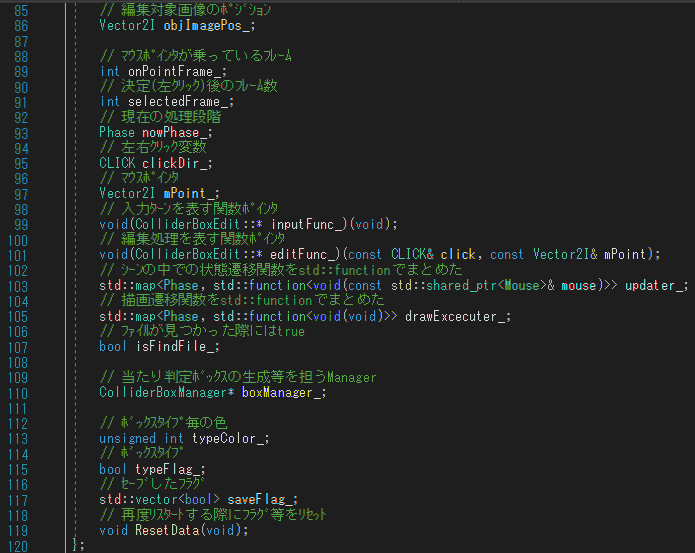 85 // 編集対象画像のﾎﾟｼﾞｼｮﾝ
86 Vector2I objImagePos_;
87
88 // ﾏｳｽﾎﾟｲﾝﾀが乗っているﾌﾚｰﾑ
89 int onPointFrame_;
90 // 決定(左ｸﾘｯｸ)後のﾌﾚｰﾑ数
91 int selectedFrame_;
92 // 現在の処理段階
93 Phase nowPhase_;
94 // 左右ｸﾘｯｸ変数
95 CLICK clickDir_;
96 // ﾏｳｽﾎﾟｲﾝﾀ
97 Vector2I mPoint_;
98 // 入力ﾀｰﾝを表す関数ﾎﾟｲﾝﾀ
99 void(ColliderBoxEdit::* inputFunc_)(void);
100 // 編集処理を表す関数ﾎﾟｲﾝﾀ
101 void(ColliderBoxEdit::* editFunc_)(const CLICK& click, const Vector2I& mPoint);
102 // ｼｰﾝの中での状態遷移関数をstd::functionでまとめた
103 std::map<Phase, std::function<void(const std::shared_ptr<Mouse>& mouse)>> updater_;
104 // 描画遷移関数をstd::functionでまとめた
105 std::map<Phase, std::function<void(void)>> drawExcecuter_;
106 // ﾌｧｲﾙが見つかった際にはtrue
107 bool isFindFile_;
108
109 // 当たり判定ﾎﾞｯｸｽの生成等を担うManager
110 ColliderBoxManager* boxManager_;
111
112 // ﾎﾞｯｸｽﾀｲﾌﾟ毎の色
113 unsigned int typeColor_;
114 // ﾎﾞｯｸｽﾀｲﾌﾟ
115 bool typeFlag_;
116 // ｾｰﾌﾞしたﾌﾗｸﾞ
117 std::vector<bool> saveFlag_;
118 // 再度ﾘｽﾀｰﾄする際にﾌﾗｸﾞ等をﾘｾｯﾄ
119 void ResetData(void);
120 };